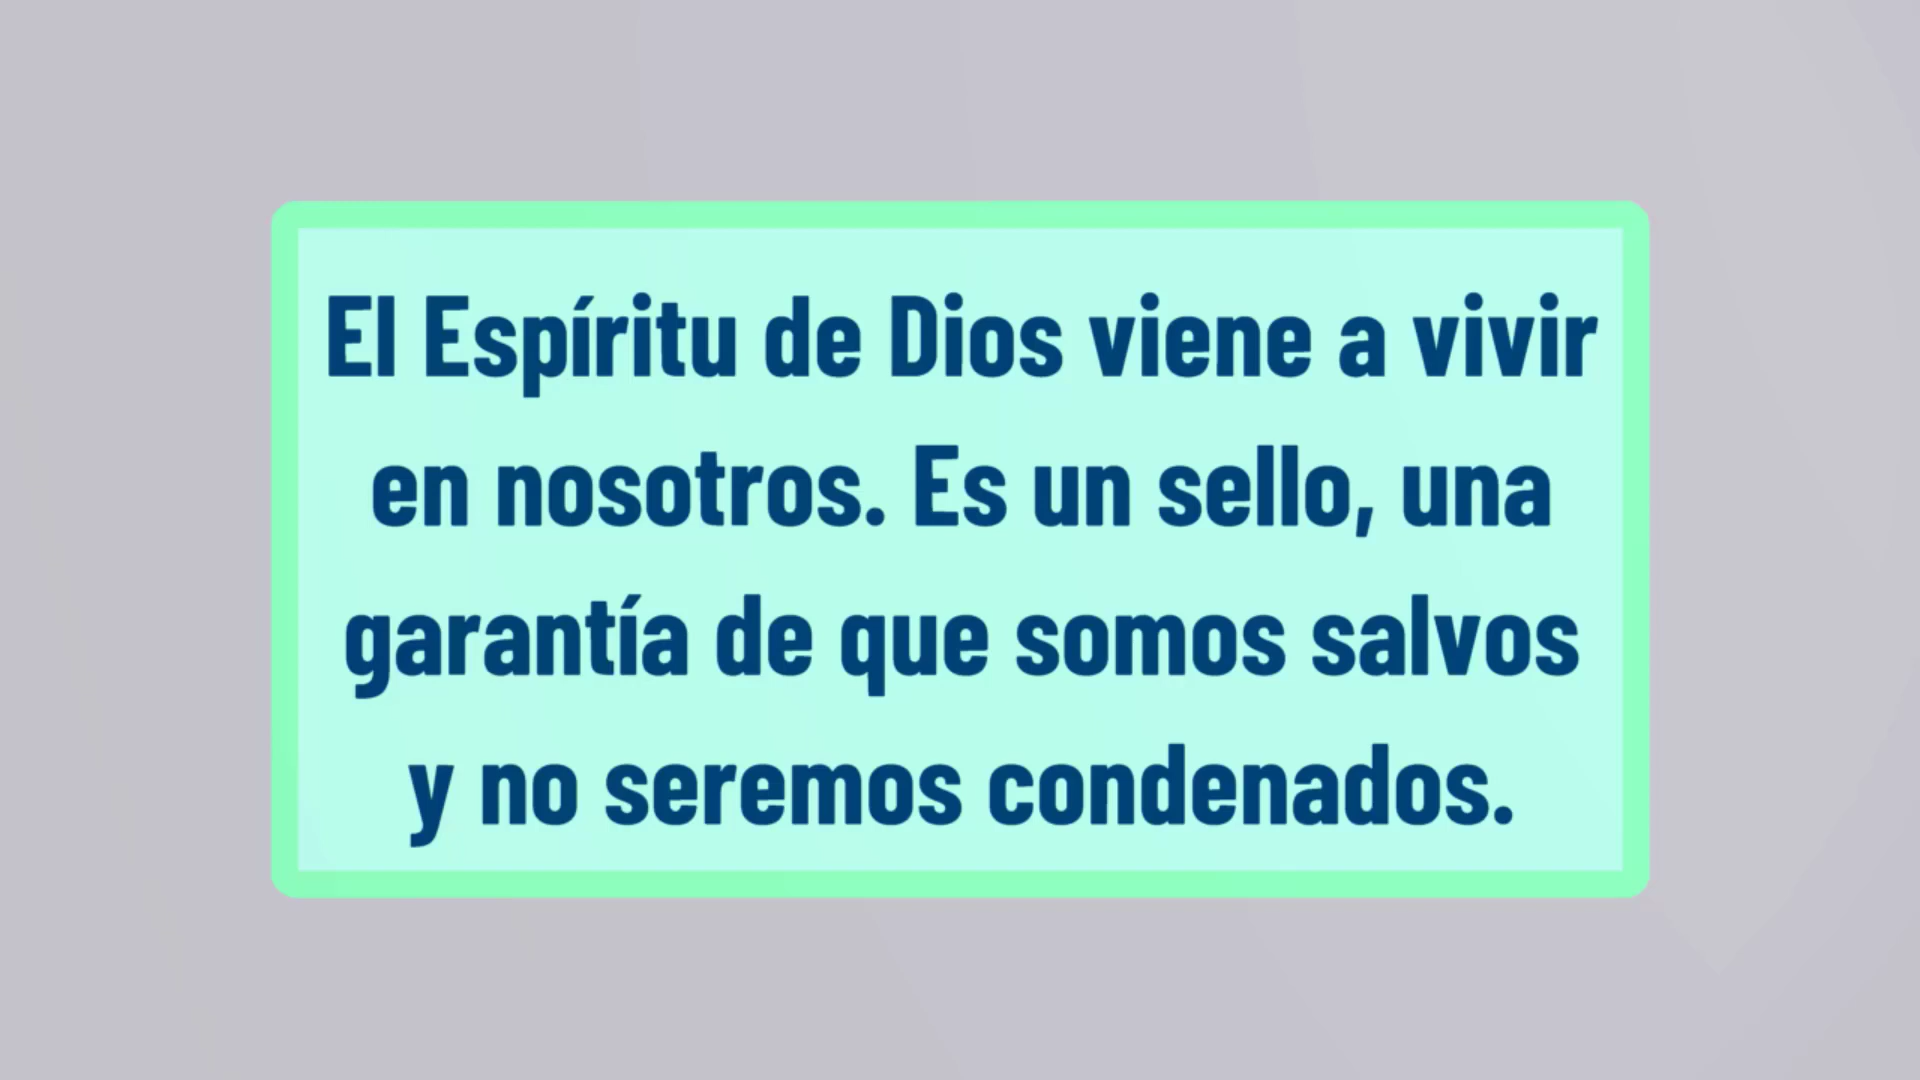 El Espíritu de Dios viene a vivir
en nosotros. Es un sello, una
garantía de que somos salvos
y no seremos condenados.